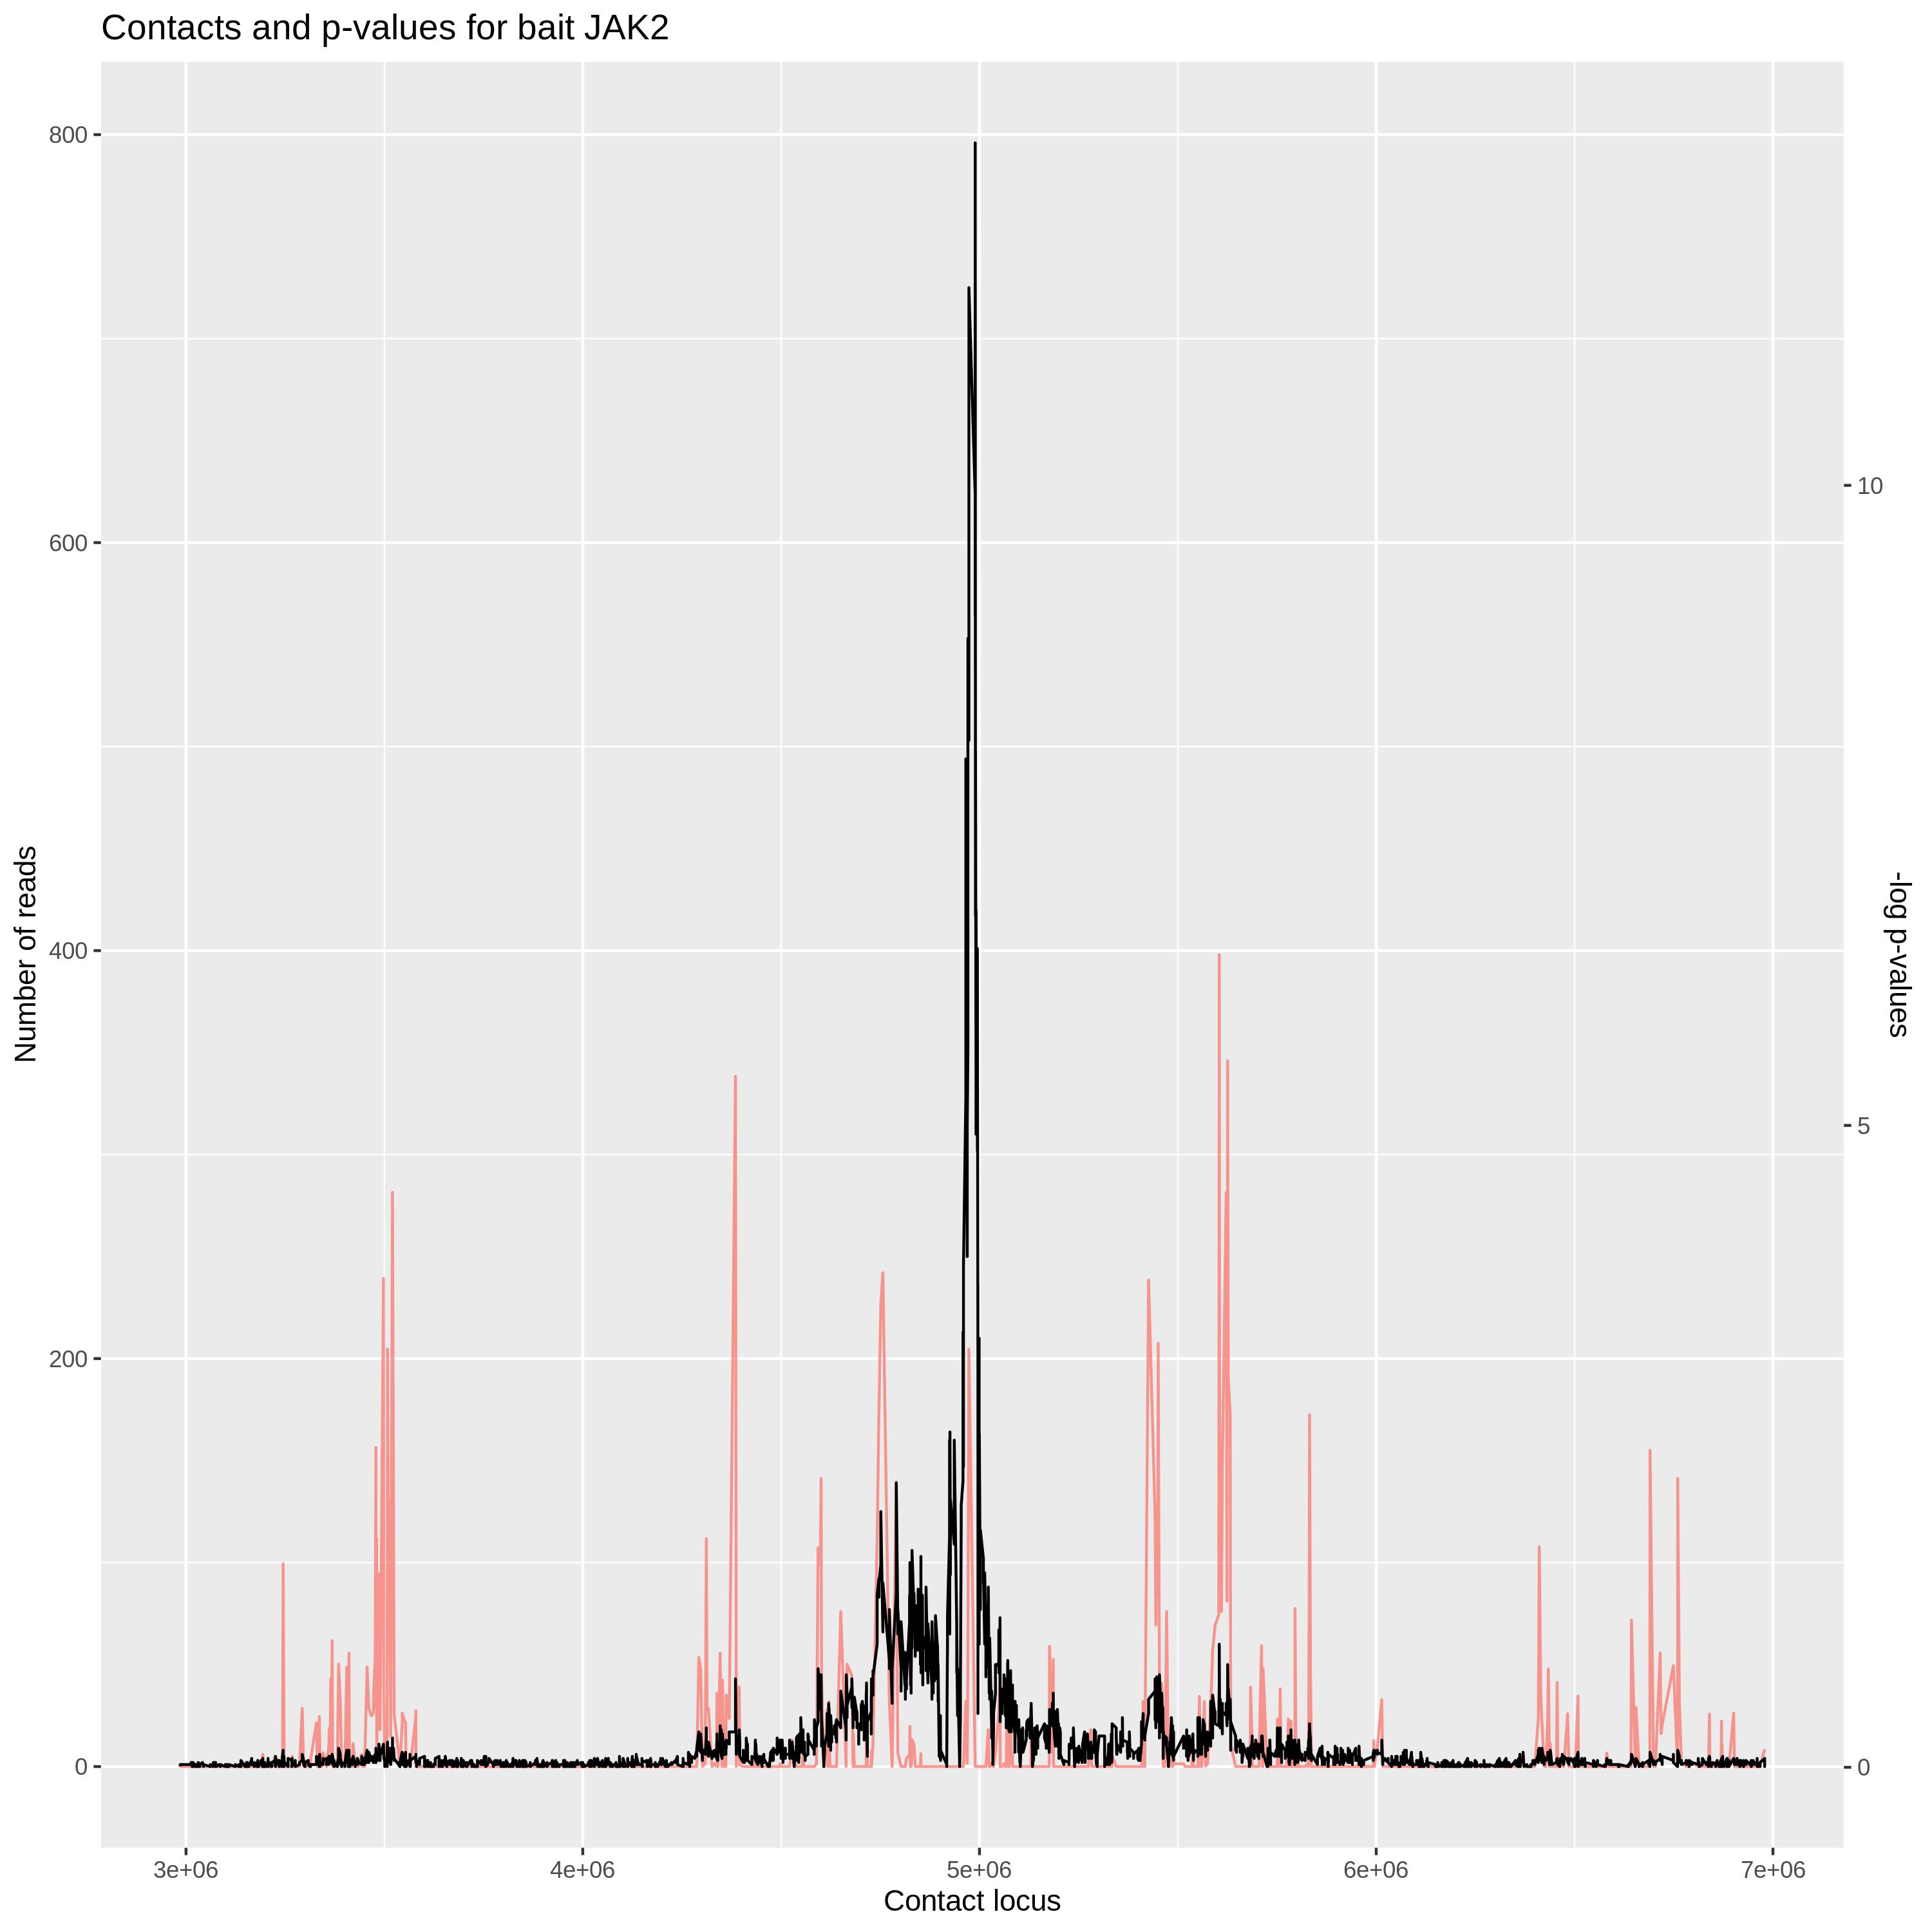 Contacts and p-values for bait JAK2
800
600
400
200
0
Number of reads
10
5
0
-log p-values
3e+06 4e+06 5e+06 6e+06 7e+06
Contact locus